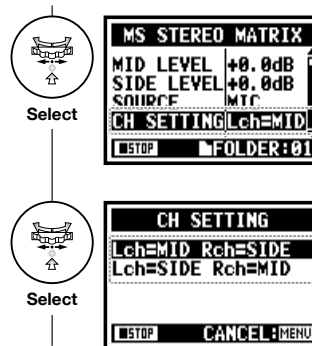 MS STEREO MATRIX
MID LEVEL +0.0dB
SIDE LEVEL +0.0dB
SOURCE MIC
CH SETTING Lch=MID
Select
STOP FOLDER:01
CH SETTING
Lch=MID Rch=SIDE
Lch=SIDE Rch=MID
Select
STOP CANCEL:MENU